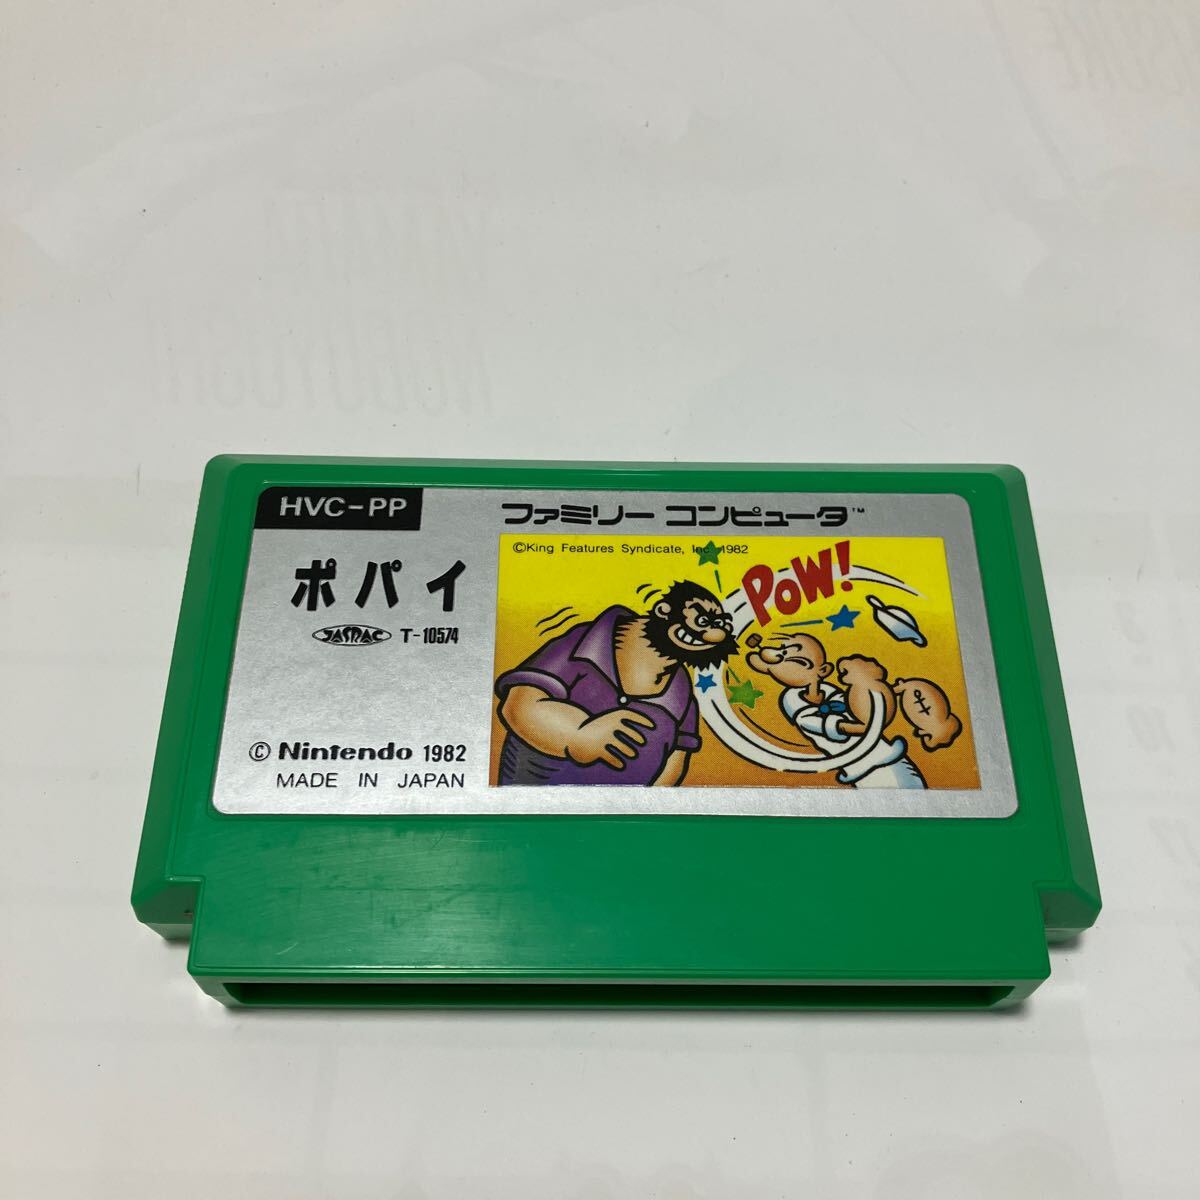 HVC-PP
ファミリー コンピュータ™
ポパイ
JASRAC T-10574
©Nintendo 1982
MADE IN JAPAN
©King Features Syndicate, Inc. 1982
POW!